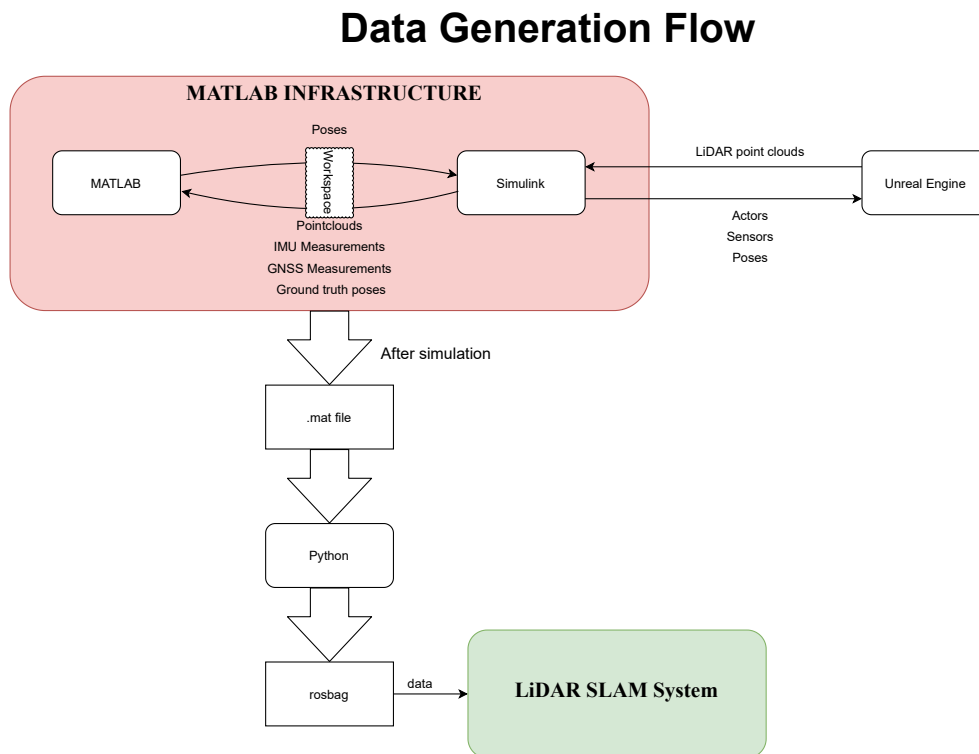 Data Generation Flow
MATLAB INFRASTRUCTURE
Poses
MATLAB
Workspace
Simulink
LiDAR point clouds
Unreal Engine
Actors
Sensors
Poses
Pointclouds
IMU Measurements
GNSS Measurements
Ground truth poses
After simulation
.mat file
Python
rosbag
data
LiDAR SLAM System